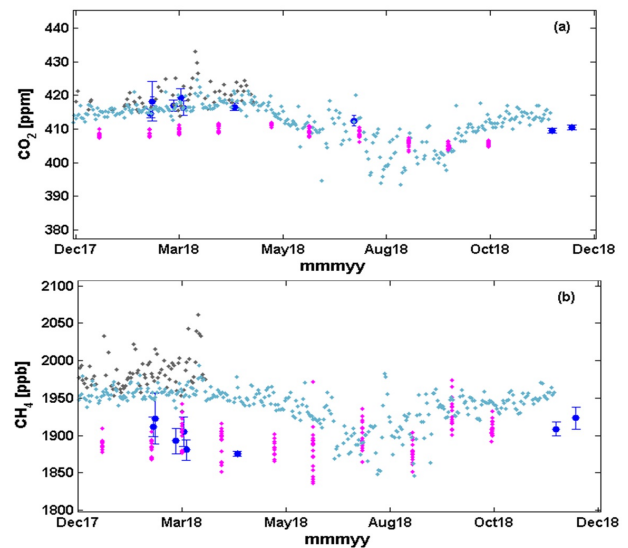 (a)
CO2 [ppm]
440
430
420
410
400
390
380
Dec17 Mar18 May18 Aug18 Oct18 Dec18
mmmyy
(b)
CH4 [ppb]
2100
2050
2000
1950
1900
1850
1800
Dec17 Mar18 May18 Aug18 Oct18 Dec18
mmmyy